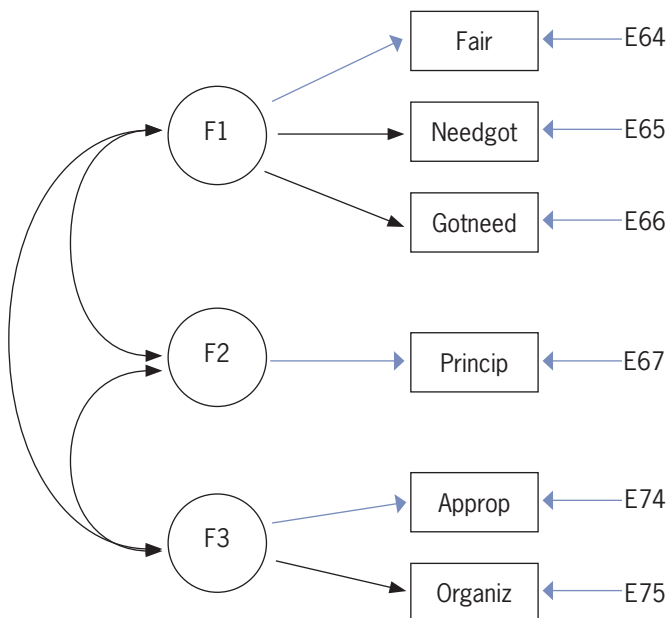 Fair
E64
F1
Needgot
E65
Gotneed
E66
F2
Princip
E67
Approp
E74
F3
Organiz
E75